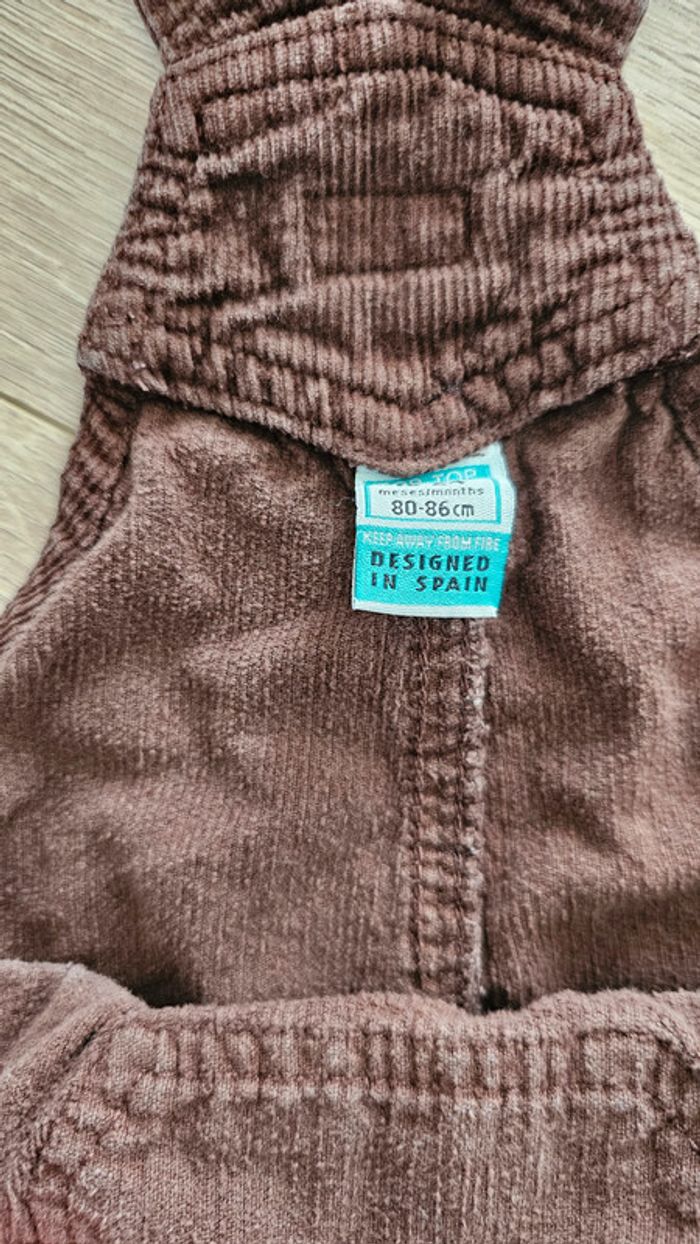 meses/months
80-86cm
KEEP AWAY FROM FIRE
DESIGNED
IN SPAIN